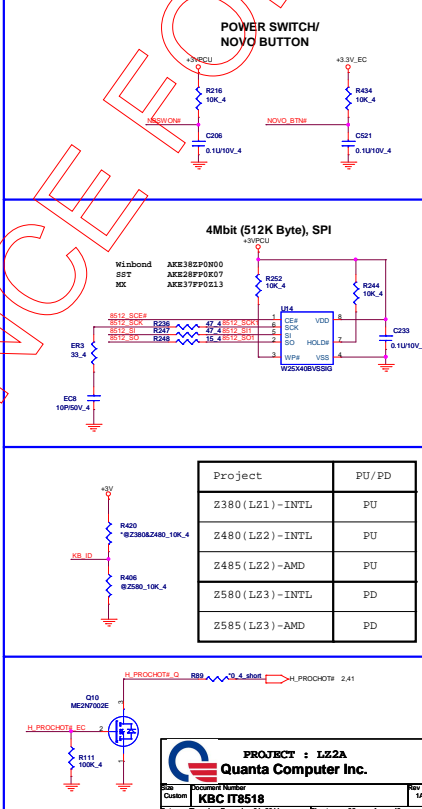 POWER SWITCH/
NOVO BUTTON
+3VPCU
+3.3V_EC
R216
10K_4
R434
10K_4
NBSWON#
NOVO_BTN#
C206
0.1U/10V_4
C521
0.1U/10V_4
4Mbit (512K Byte), SPI
+3VPCU
Winbond AKE38ZP0N00
SST AKE28FP0K07
MX AKE37FP0Z13
R252
10K_4
R244
10K_4
U14
8512_SCE#
8512_SCK R236 47_4 8512_SCK1
8512_SI R247 47_4 8512_SI1
8512_SO R248 15_4 8512_SO1
1 CE# VDD 8
6 SCK
5 SI
2 SO HOLD# 7
3 WP# VSS 4
W25X40BVSSIG
C233
0.1U/10V_
ER3
33_4
EC8
10P/50V_4
+3V
R420
*@Z380&Z480_10K_4
KB_ID
R406
@Z580_10K_4
Project PU/PD
Z380(LZ1)-INTL PU
Z480(LZ2)-INTL PU
Z485(LZ2)-AMD PU
Z580(LZ3)-INTL PD
Z585(LZ3)-AMD PD
H_PROCHOT#_Q R89 *0_4_short H_PROCHOT# 2,41
Q10
ME2N7002E
3
2
1
H_PROCHOT#_EC
R111
100K_4
PROJECT : LZ2A
Quanta Computer Inc.
Size Document Number Rev
Custom KBC IT8518 1A